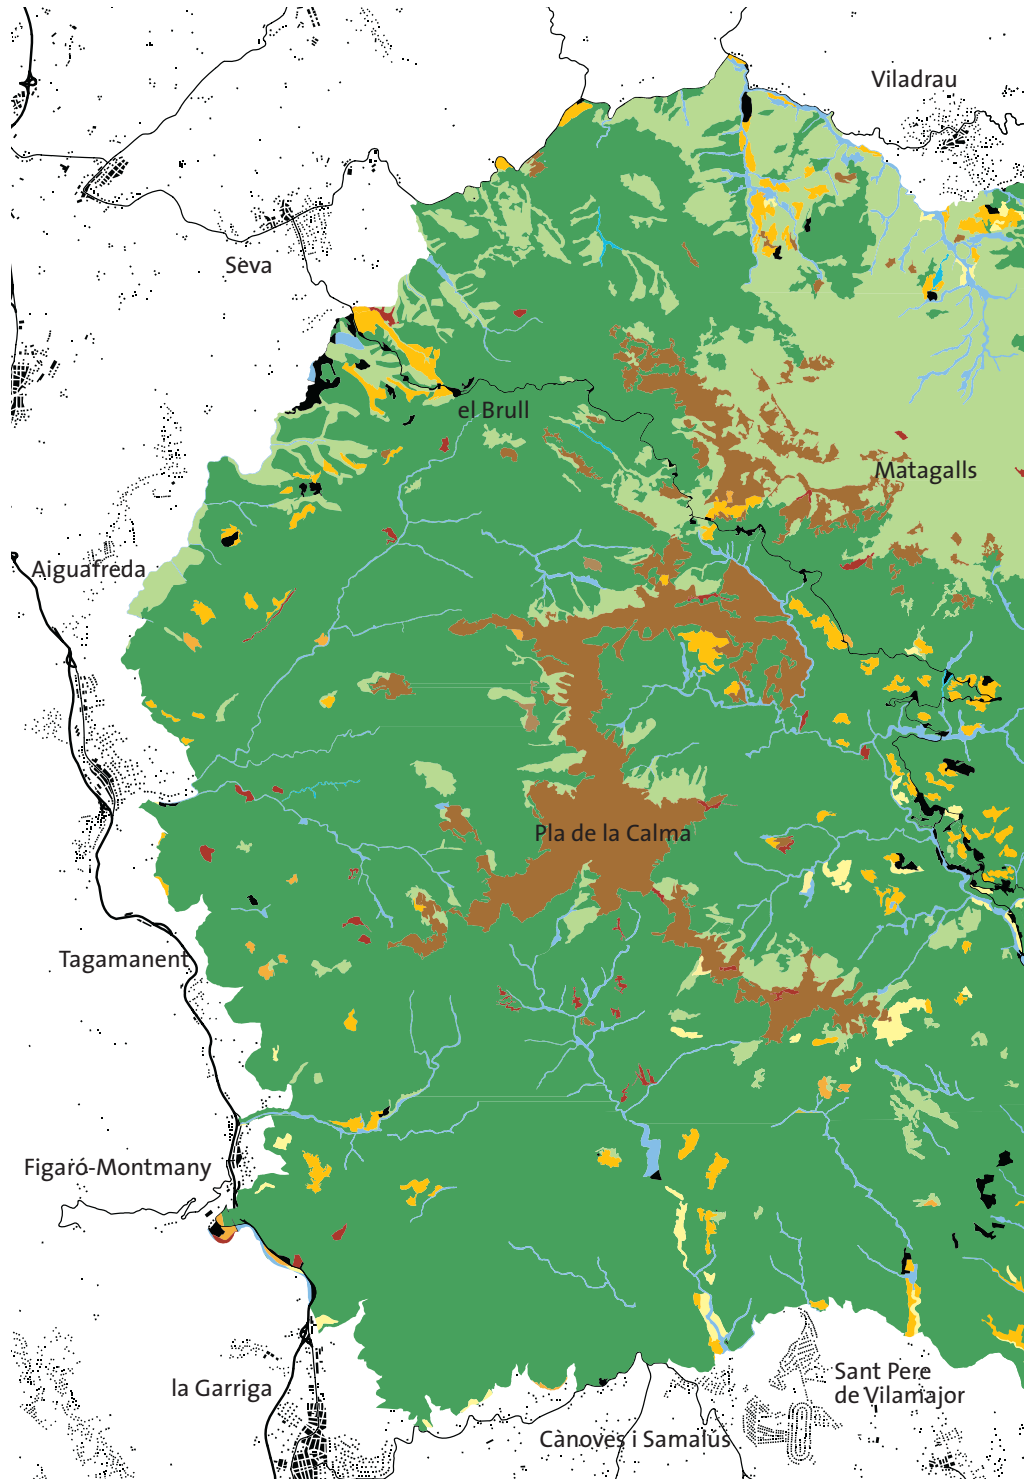 Viladrau
Seva
el Brull
Matagalls
Aiguafreda
Pla de la Calma
Tagamanent
Figaró-Montmany
Sant Pere
de Vilamajor
la Garriga
Cànoves i Samalús